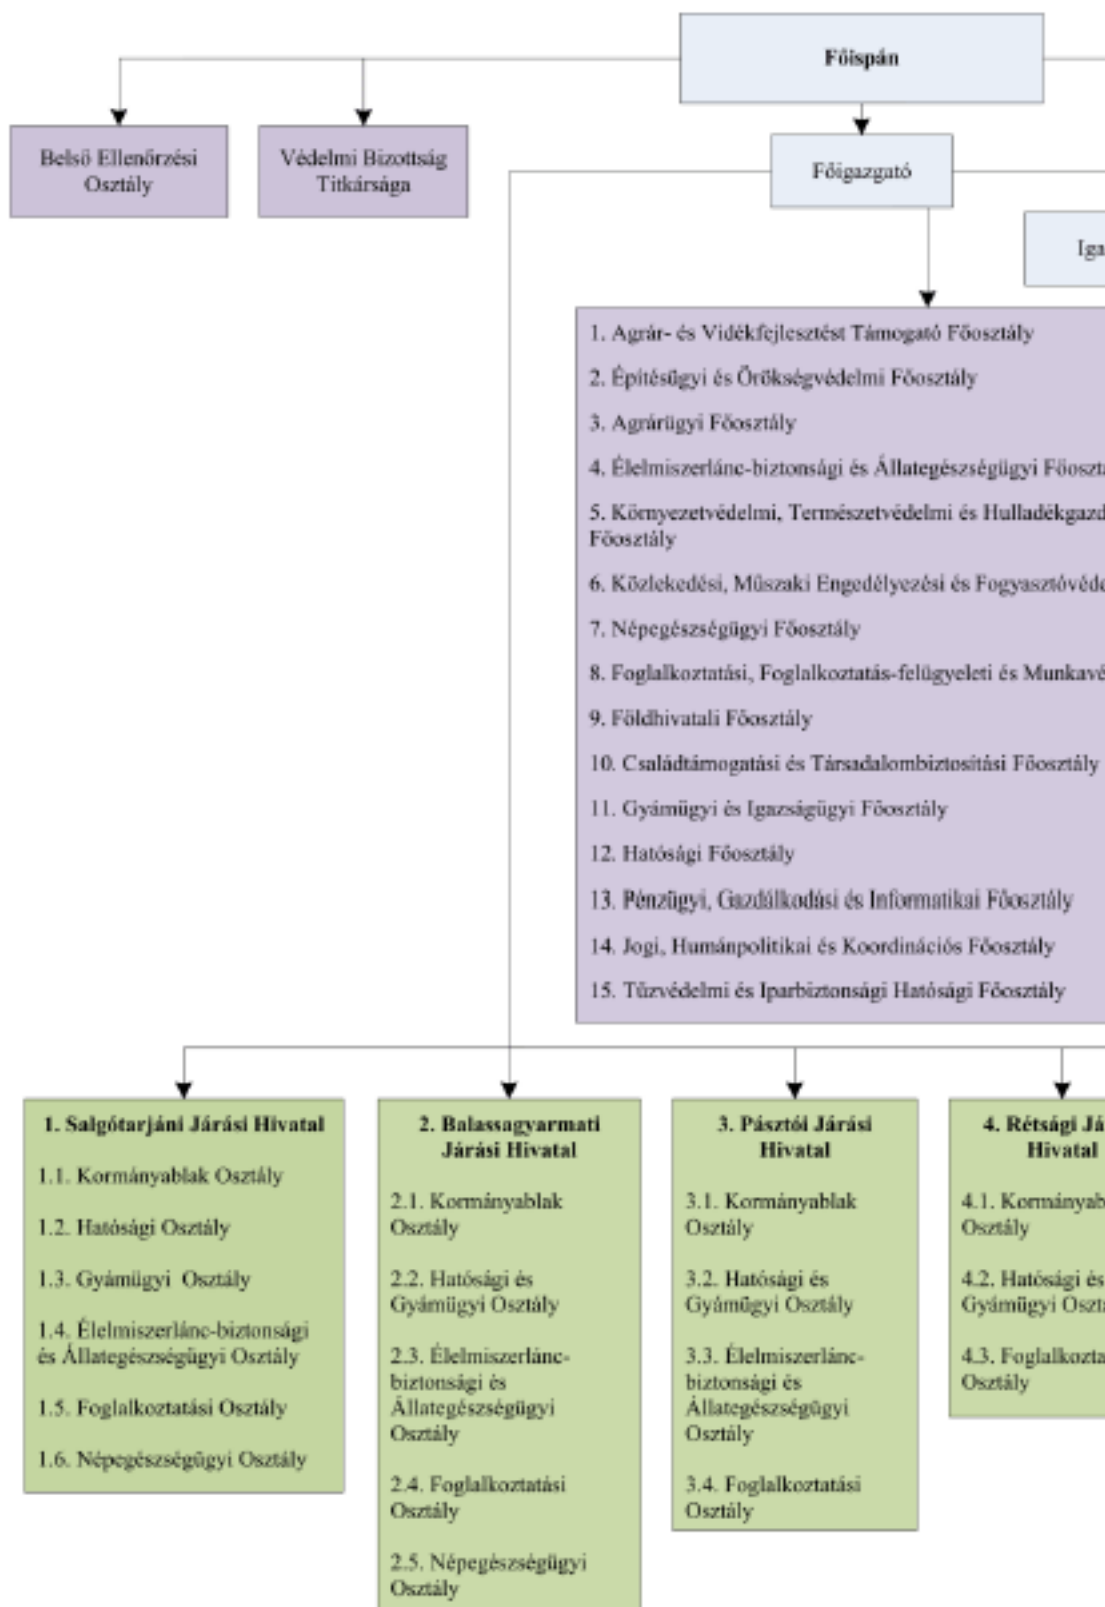 Főispán
Belső Ellenőrzési
Osztály
Védelmi Bizottság
Titkársága
Főigazgató
1. Agrár- és Vidékfejlesztést Támogató Főosztály
2. Építésügyi és Örökségvédelmi Főosztály
3. Agrárügyi Főosztály
4. Élelmiszerlánc-biztonsági és Állategészségügyi
5. Környezetvédelmi, Természetvédelmi és
Főosztály
6. Közlekedési, Műszaki Engedélyezési és
7. Népegészségügyi Főosztály
8. Foglalkoztatási, Foglalkoztatás-felügyeleti és
9. Földhivatali Főosztály
10. Családtámogatási és Társadalombiztosítási Főosztály
11. Gyámügyi és Igazságügyi Főosztály
12. Hatósági Főosztály
13. Pénzügyi, Gazdálkodási és Informatikai Főosztály
14. Jogi, Humánpolitikai és Koordinációs Főosztály
15. Tűzvédelmi és Iparbiztonsági Hatósági Főosztály
1. Salgótarjáni Járási Hivatal
1.1. Kormányablak Osztály
1.2. Hatósági Osztály
1.3. Gyámügyi Osztály
1.4. Élelmiszerlánc-biztonsági
és Állategészségügyi Osztály
1.5. Foglalkoztatási Osztály
1.6. Népegészségügyi Osztály
2. Balassagyarmati
Járási Hivatal
2.1. Kormányablak
Osztály
2.2. Hatósági és
Gyámügyi Osztály
2.3. Élelmiszerlánc-
biztonsági és
Állategészségügyi
Osztály
2.4. Foglalkoztatási
Osztály
2.5. Népegészségügyi
Osztály
3. Pásztói Járási
Hivatal
3.1. Kormányablak
Osztály
3.2. Hatósági és
Gyámügyi Osztály
3.3. Élelmiszerlánc-
biztonsági és
Állategészségügyi
Osztály
3.4. Foglalkoztatási
Osztály
4. Rétsági
Hivatal
4.1.
Osztály
4.2. Hatósági és
Gyámügyi
4.3.
Osztály